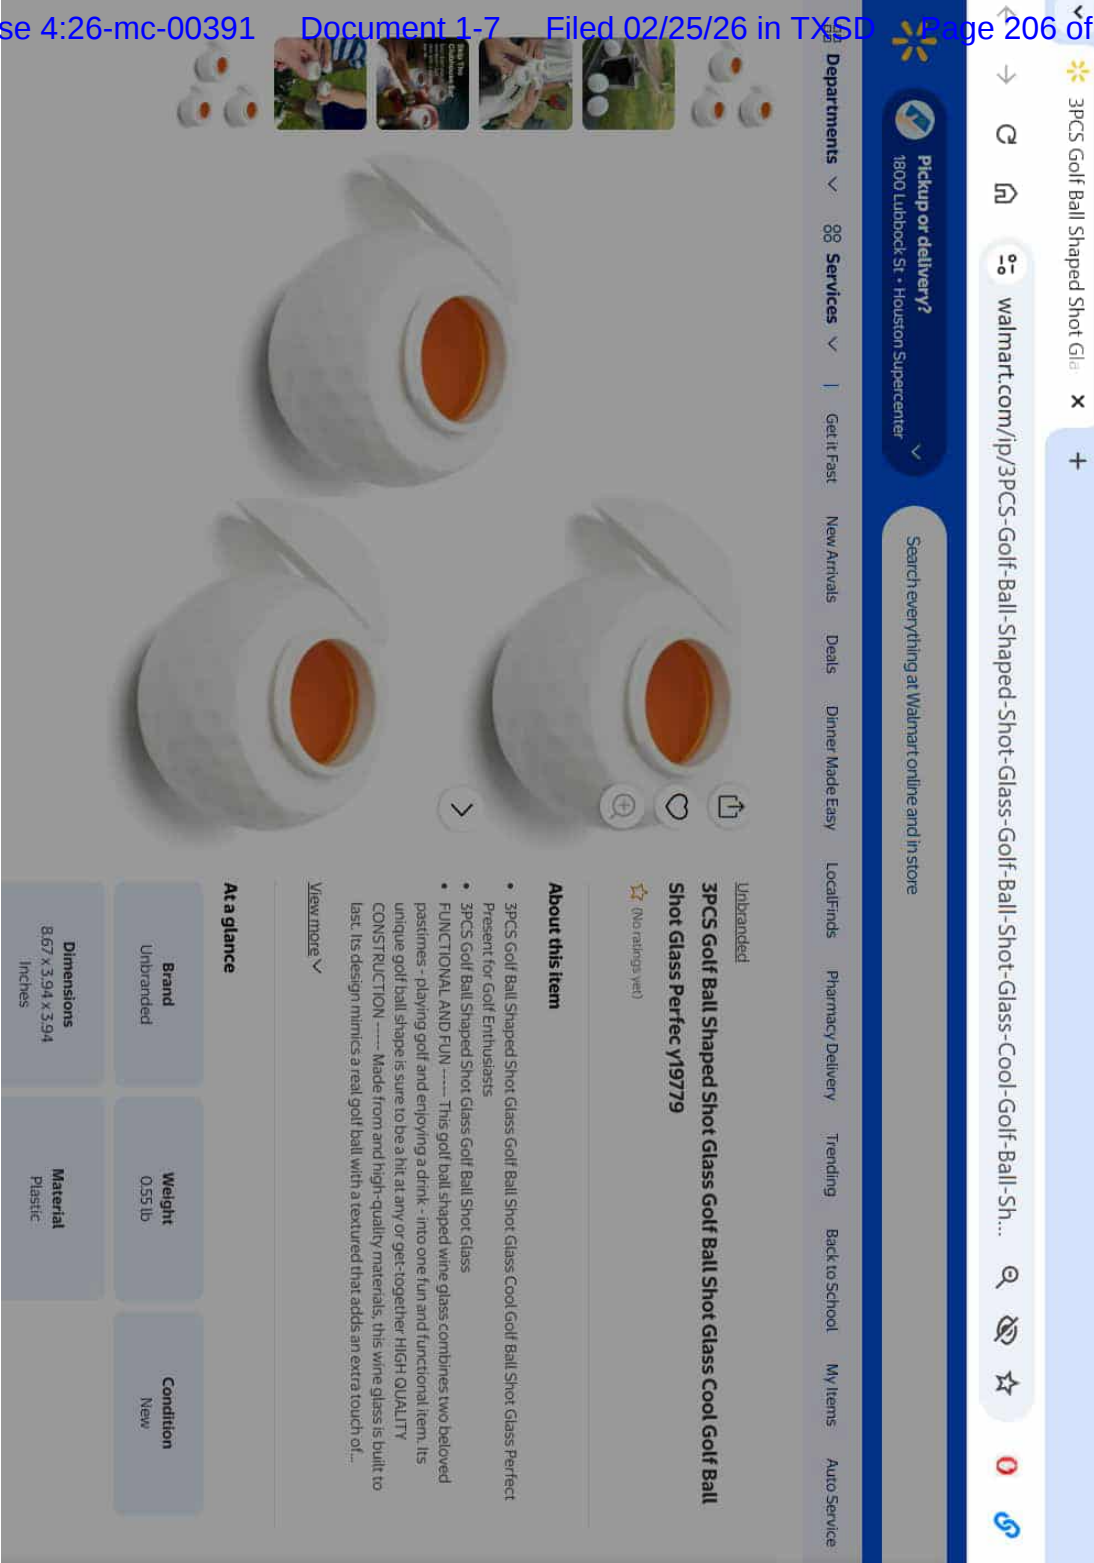 se 4:26-mc-00391 Document 1-7 Filed 02/25/26 in TXSD Page 206 of
3PCS Golf Ball Shaped Shot Gla
walmart.com/ip/3PCS-Golf-Ball-Shaped-Shot-Glass-Golf-Ball-Shot-Glass-Cool-Golf-Ball-Sh...
Pickup or delivery?
1800 Lubbock St • Houston Supercenter
Search everything at Walmart online and in store
Departments
Services
Get it Fast
New Arrivals
Deals
Dinner Made Easy
LocalFinds
Pharmacy Delivery
Trending
Back to School
My Items
Auto Service
Unbranded
3PCS Golf Ball Shaped Shot Glass Golf Ball Shot Glass Cool Golf Ball
Shot Glass Perfec y19779
(No ratings yet)
About this item
• 3PCS Golf Ball Shaped Shot Glass Golf Ball Shot Glass Cool Golf Ball Shot Glass Perfect
Present for Golf Enthusiasts
• 3PCS Golf Ball Shaped Shot Glass Golf Ball Shot Glass
• FUNCTIONAL AND FUN ----- This golf ball shaped wine glass combines two beloved
pastimes - playing golf and enjoying a drink - into one fun and functional item. Its
unique golf ball shape is sure to be a hit at any or get-together HIGH QUALITY
CONSTRUCTION ----- Made from and high-quality materials, this wine glass is built to
last. Its design mimics a real golf ball with a textured that adds an extra touch of...
View more
At a glance
Brand
Unbranded
Weight
0.55 lb
Condition
New
Dimensions
8.67 x 3.94 x 3.94
Inches
Material
Plastic